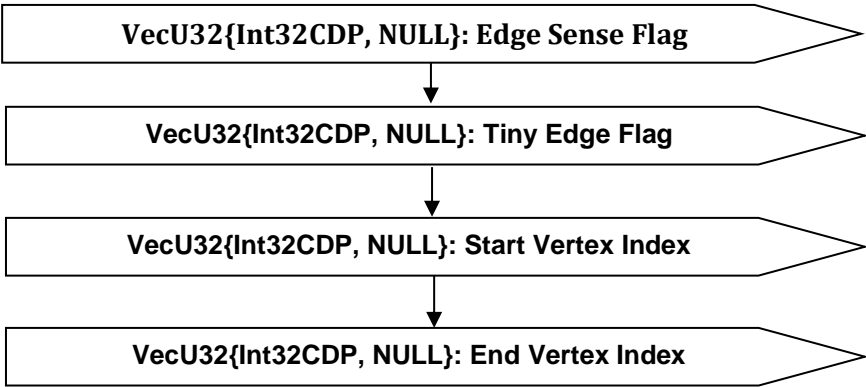 VecU32{Int32CDP, NULL}: Edge Sense Flag
VecU32{Int32CDP, NULL}: Tiny Edge Flag
VecU32{Int32CDP, NULL}: Start Vertex Index
VecU32{Int32CDP, NULL}: End Vertex Index